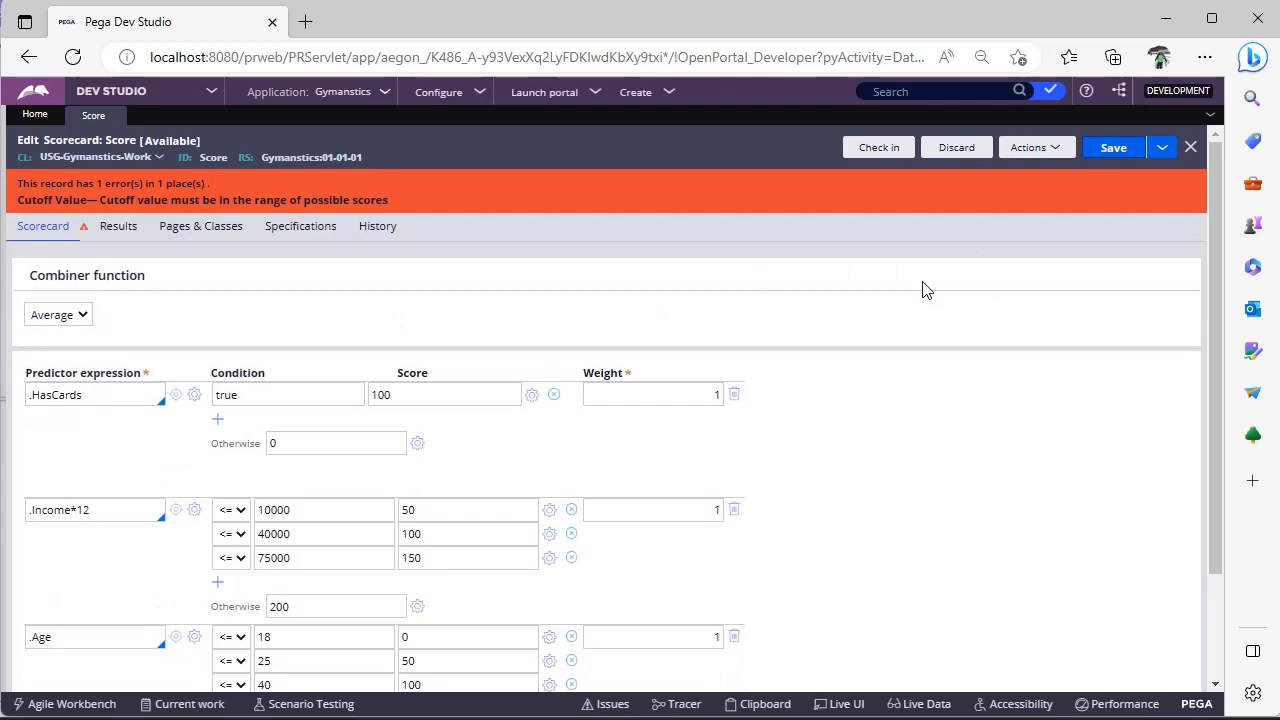 PEGA Pega Dev Studio
localhost:8080/prweb/PRServlet/app/aegon_/K486_A-y93VexXq2UyFDKIwdKbXy9txi*/!OpenPortal_Developer?pyActivity=Dat...
DEV STUDIO Application: Gymanstics Configure Launch portal Create Search DEVELOPMENT
Home Score
Edit Scorecard: Score [Available]
CL: USG-Gymanstics-Work ID: Score RS: Gymanstics:01-01-01
Check in Discard Actions Save
This record has 1 error(s) in 1 place(s) .
Cutoff Value— Cutoff value must be in the range of possible scores
Scorecard Results Pages & Classes Specifications History
Combiner function
Average
Predictor expression* Condition Score Weight*
.HasCards true 100 1
Otherwise 0
.Income*12 <= 10000 50 1
<= 40000 100
<= 75000 150
Otherwise 200
.Age <= 18 0 1
<= 25 50
<= 40 100
Agile Workbench Current work Scenario Testing Issues Tracer Clipboard Live UI Live Data Accessibility Performance PEGA